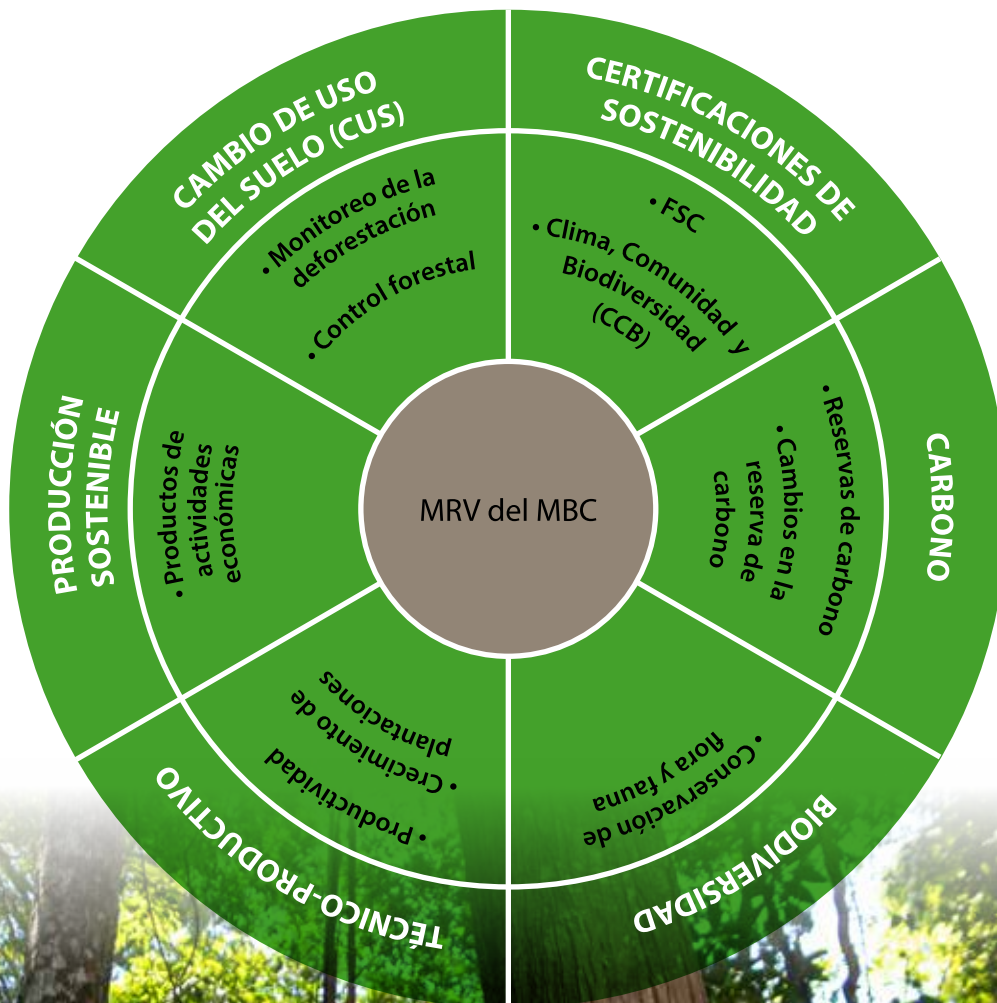 CAMBIO DE USO
DEL SUELO (CUS)
• Monitoreo de la
deforestación
• Control forestal
CERTIFICACIONES DE
SOSTENIBILIDAD
• FSC
• Clima, Comunidad y
Biodiversidad
(CCB)
CARBONO
• Reservas de carbono
• Cambios en la
reserva de
carbono
BIODIVERSIDAD
• Conservación de
flora y fauna
TÉCNICO-PRODUCTIVO
• Productividad
• Crecimiento de
plantaciones
PRODUCCIÓN
SOSTENIBLE
• Productos de
actividades
económicas
MRV del MBC